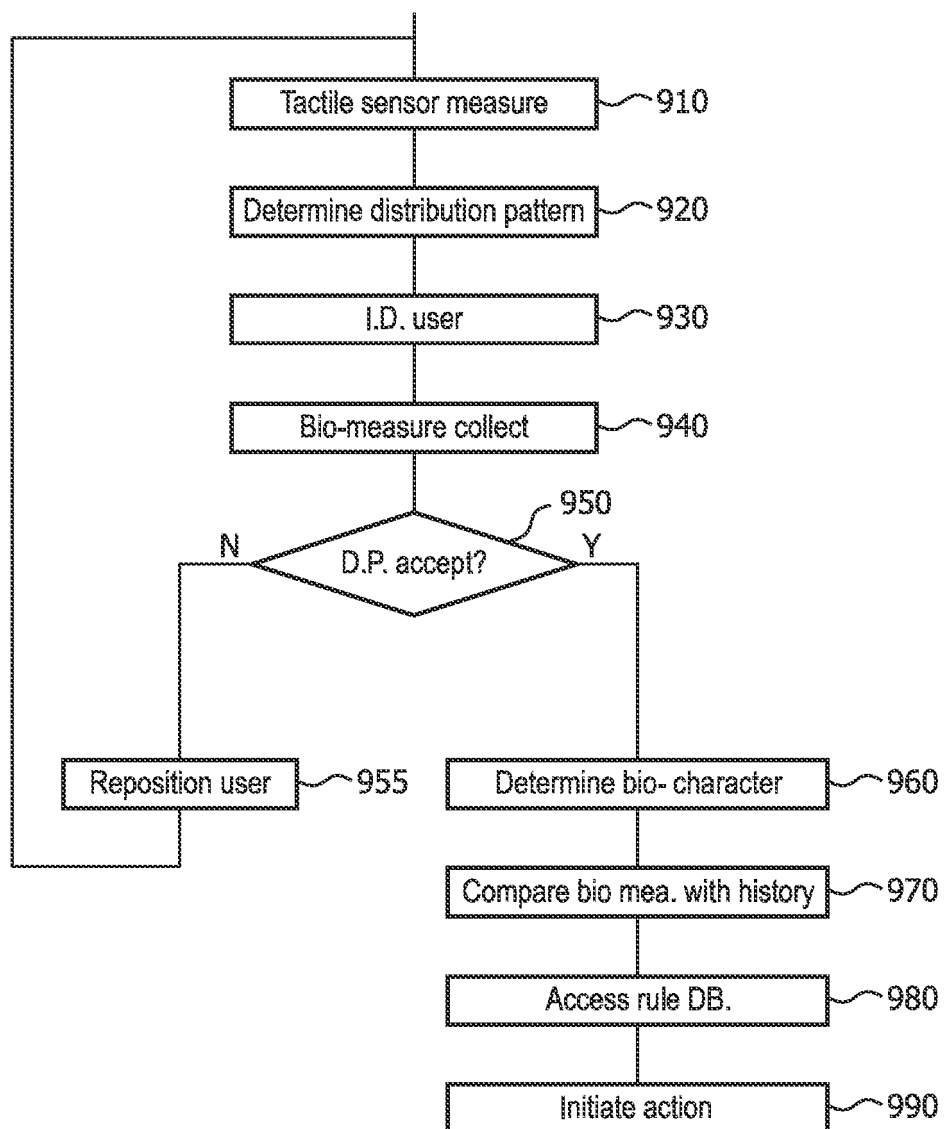 Tactile sensor measure 910
Determine distribution pattern 920
I.D. user 930
Bio-measure collect 940
950
N
Y
D.P. accept?
Reposition user 955
Determine bio- character 960
Compare bio mea. with history 970
Access rule DB. 980
Initiate action 990